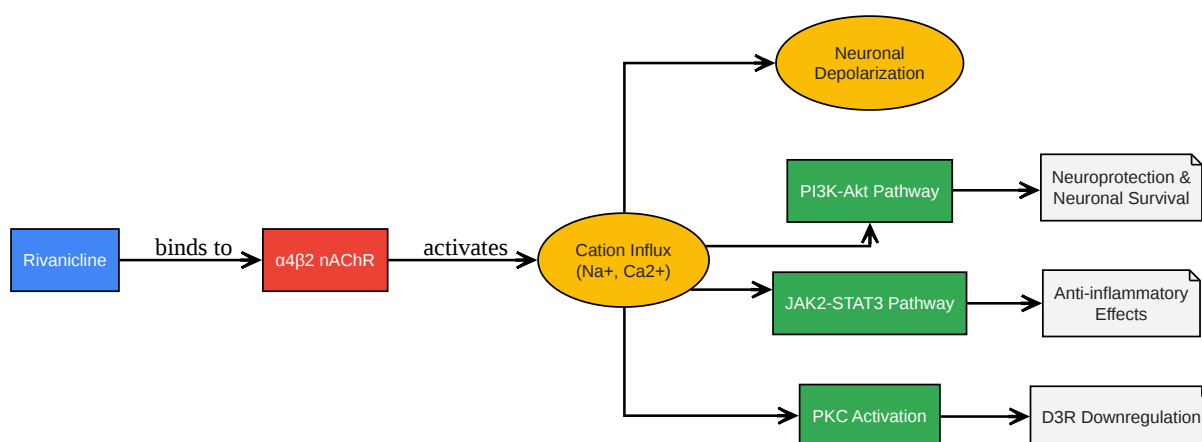 Rivanicline
binds to
α4β2 nAChR
activates
Cation Influx
(Na+, Ca2+)
Neuronal
Depolarization
PI3K-Akt Pathway
Neuroprotection &
Neuronal Survival
JAK2-STAT3 Pathway
Anti-inflammatory
Effects
PKC Activation
D3R Downregulation